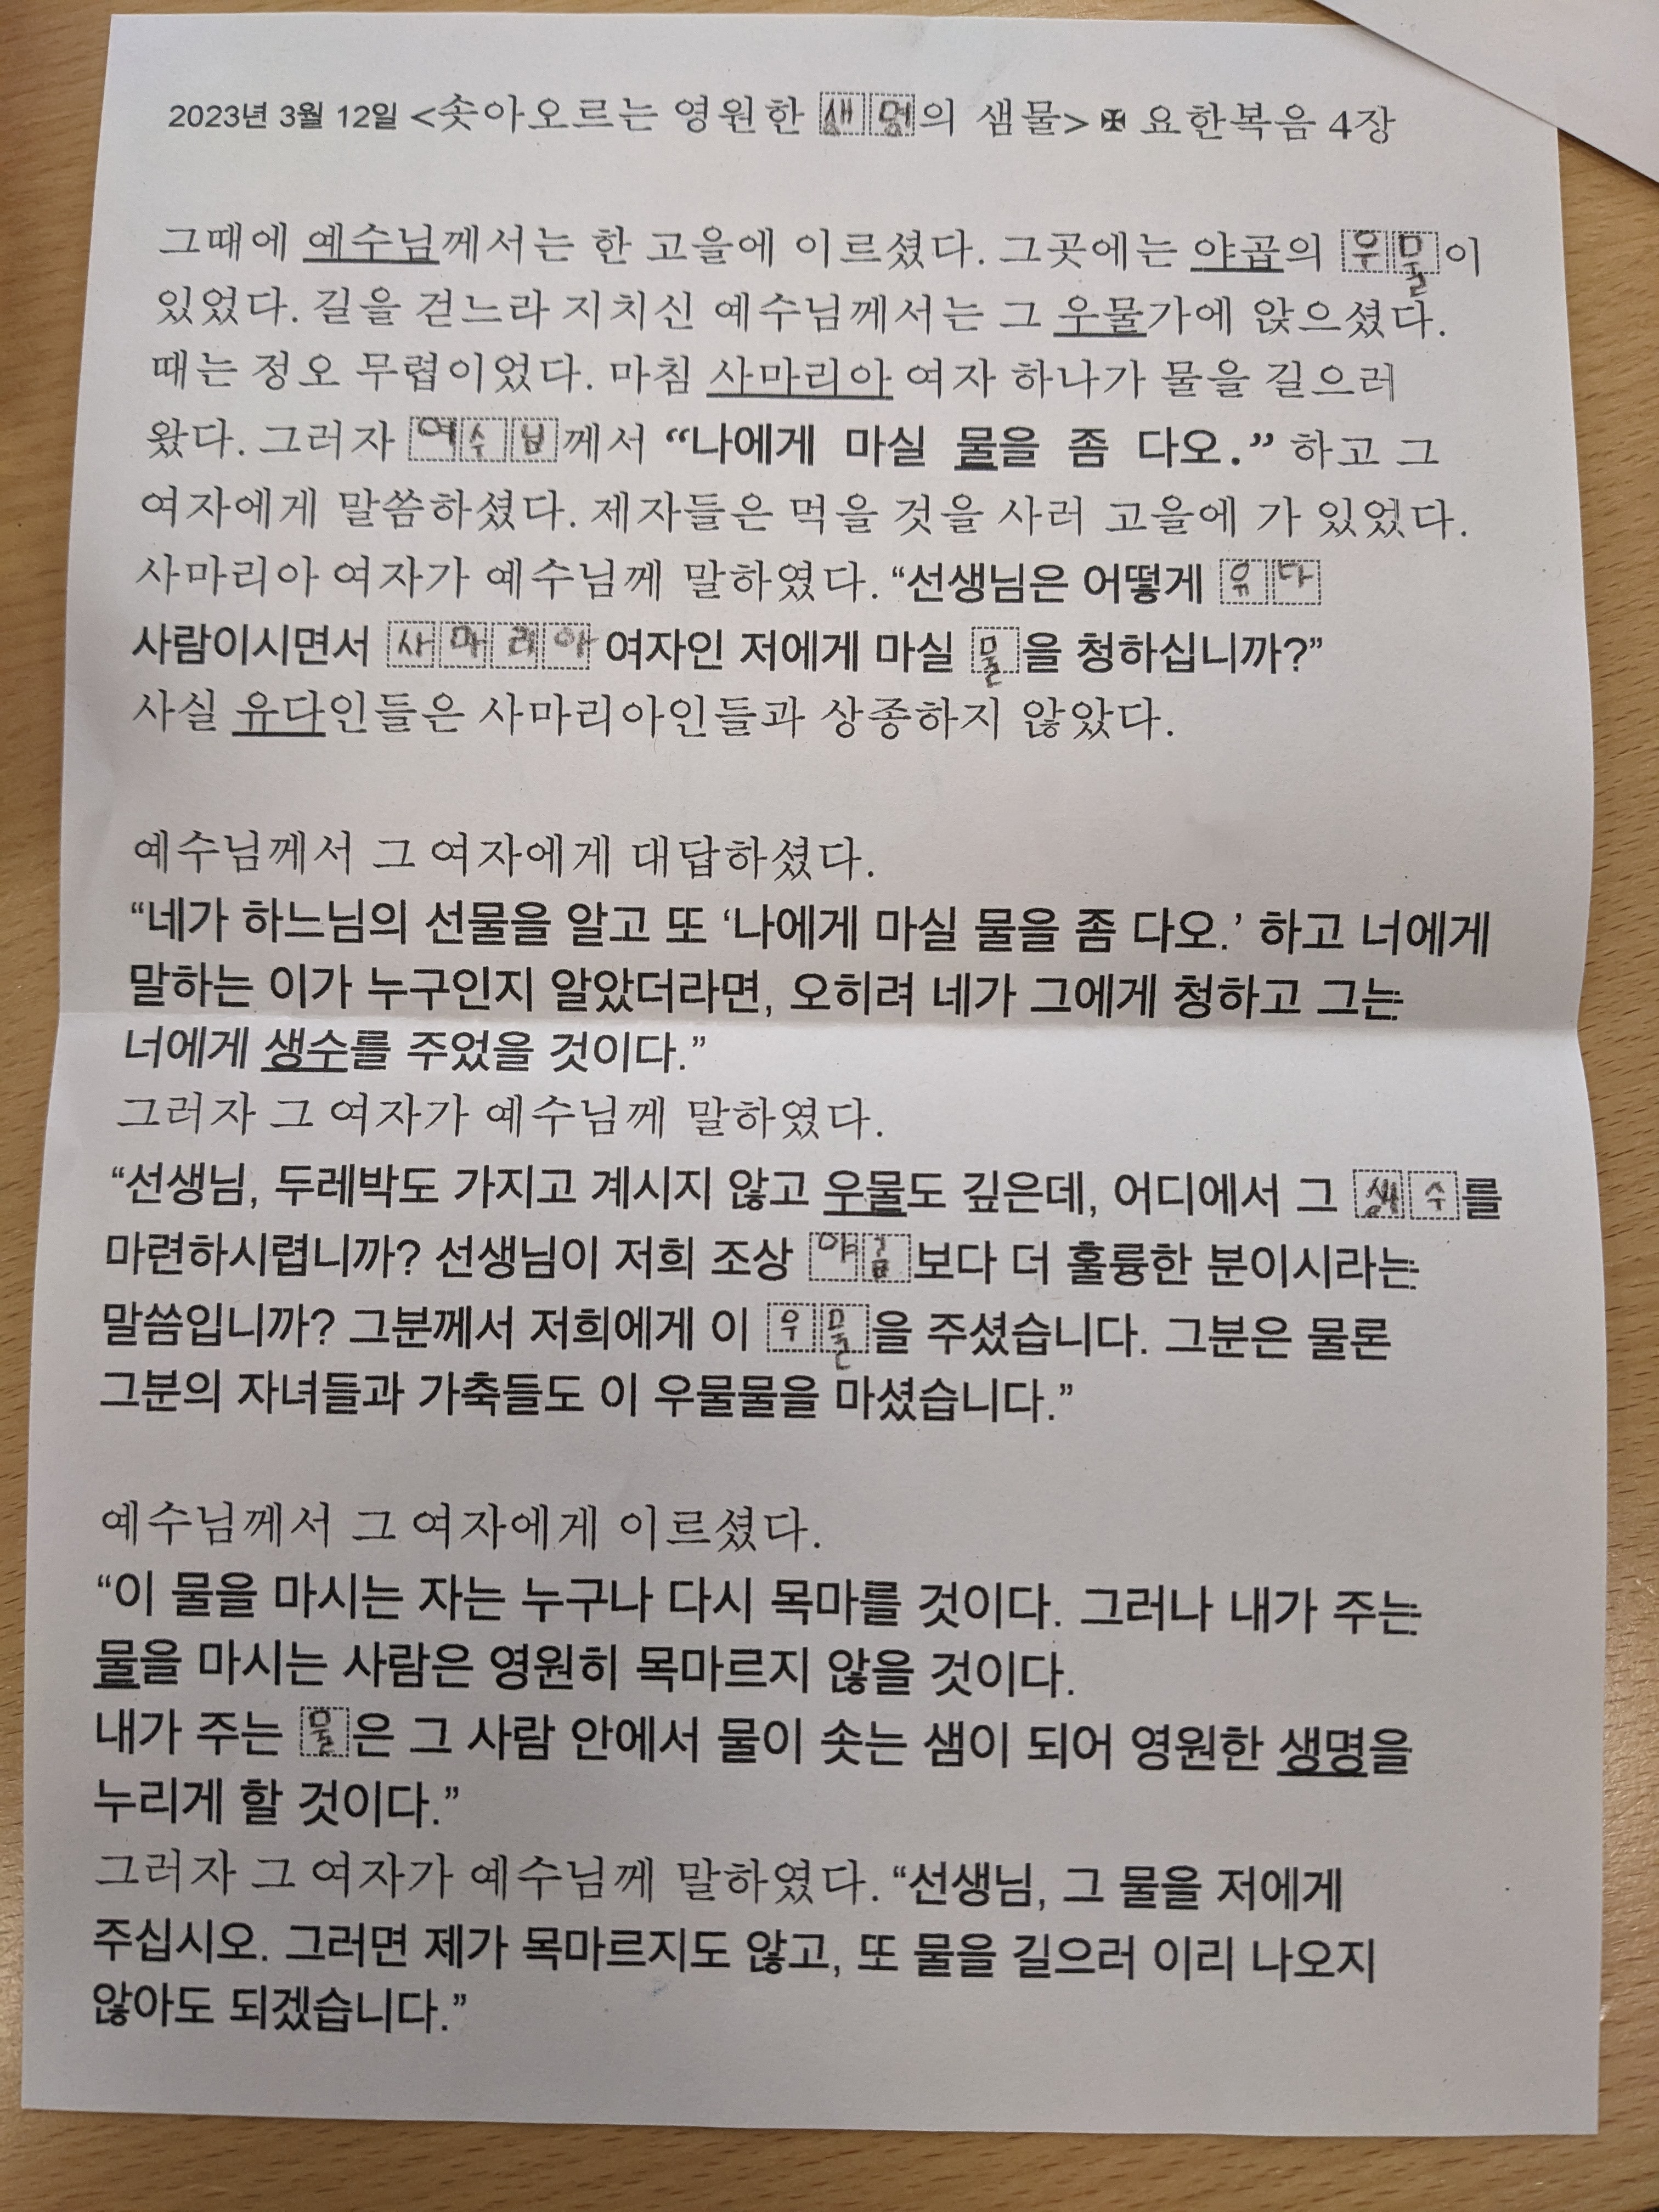 2023년 3월 12일 <솟아오르는 영원한 생명의 샘물> ✠ 요한복음 4장
그때에 예수님께서는 한 고을에 이르셨다. 그곳에는 야곱의 우물이
있었다. 길을 걷느라 지치신 예수님께서는 그 우물가에 앉으셨다.
때는 정오 무렵이었다. 마침 사마리아 여자 하나가 물을 길으러
왔다. 그러자 예수님께서 “나에게 마실 물을 좀 다오.” 하고 그
여자에게 말씀하셨다. 제자들은 먹을 것을 사러 고을에 가 있었다.
사마리아 여자가 예수님께 말하였다. “선생님은 어떻게 유다
사람이시면서 사마리아 여자인 저에게 마실 물을 청하십니까?”
사실 유다인들은 사마리아인들과 상종하지 않았다.
예수님께서 그 여자에게 대답하셨다.
“네가 하느님의 선물을 알고 또 ‘나에게 마실 물을 좀 다오.’ 하고 너에게
말하는 이가 누구인지 알았더라면, 오히려 네가 그에게 청하고 그는
너에게 생수를 주었을 것이다.”
그러자 그 여자가 예수님께 말하였다.
“선생님, 두레박도 가지고 계시지 않고 우물도 깊은데, 어디에서 그 생수를
마련하시렵니까? 선생님이 저희 조상 야곱보다 더 훌륭한 분이시라는
말씀입니까? 그분께서 저희에게 이 우물을 주셨습니다. 그분은 물론
그분의 자녀들과 가축들도 이 우물물을 마셨습니다.”
예수님께서 그 여자에게 이르셨다.
“이 물을 마시는 자는 누구나 다시 목마를 것이다. 그러나 내가 주는
물을 마시는 사람은 영원히 목마르지 않을 것이다.
내가 주는 물은 그 사람 안에서 물이 솟는 샘이 되어 영원한 생명을
누리게 할 것이다.”
그러자 그 여자가 예수님께 말하였다. “선생님, 그 물을 저에게
주십시오. 그러면 제가 목마르지도 않고, 또 물을 길으러 이리 나오지
않아도 되겠습니다.”